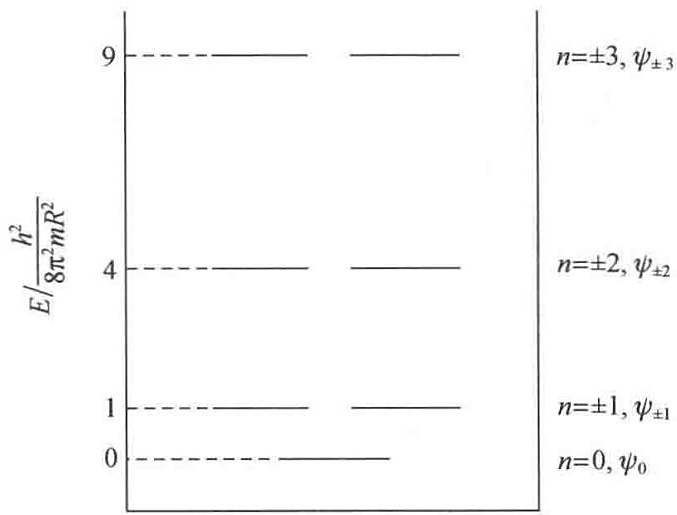 9
n=±3, ψ±3
E/ h²/8π²mR²
4
n=±2, ψ±2
1
n=±1, ψ±1
0
n=0, ψ0